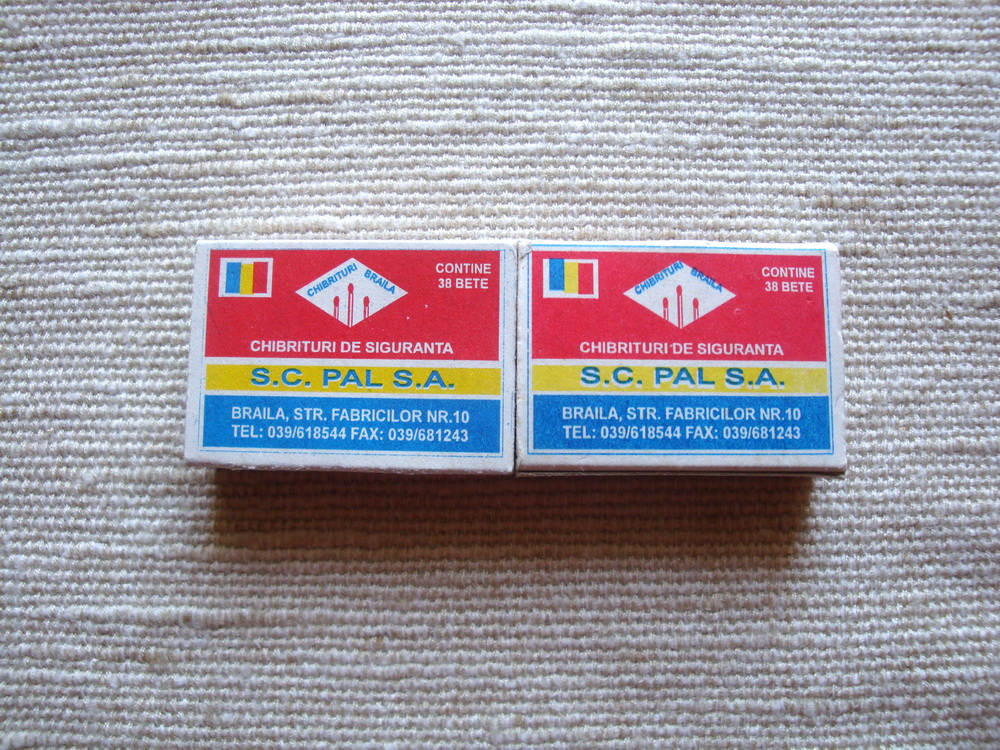 CHIBRITURI BRAILA
CONTINE
38 BETE
CHIBRITURI DE SIGURANTA
S.C. PAL S.A.
BRAILA, STR. FABRICILOR NR.10
TEL: 039/618544 FAX: 039/681243
CHIBRITURI BRAILA
CONTINE
38 BETE
CHIBRITURI DE SIGURANTA
S.C. PAL S.A.
BRAILA, STR. FABRICILOR NR.10
TEL: 039/618544 FAX: 039/681243